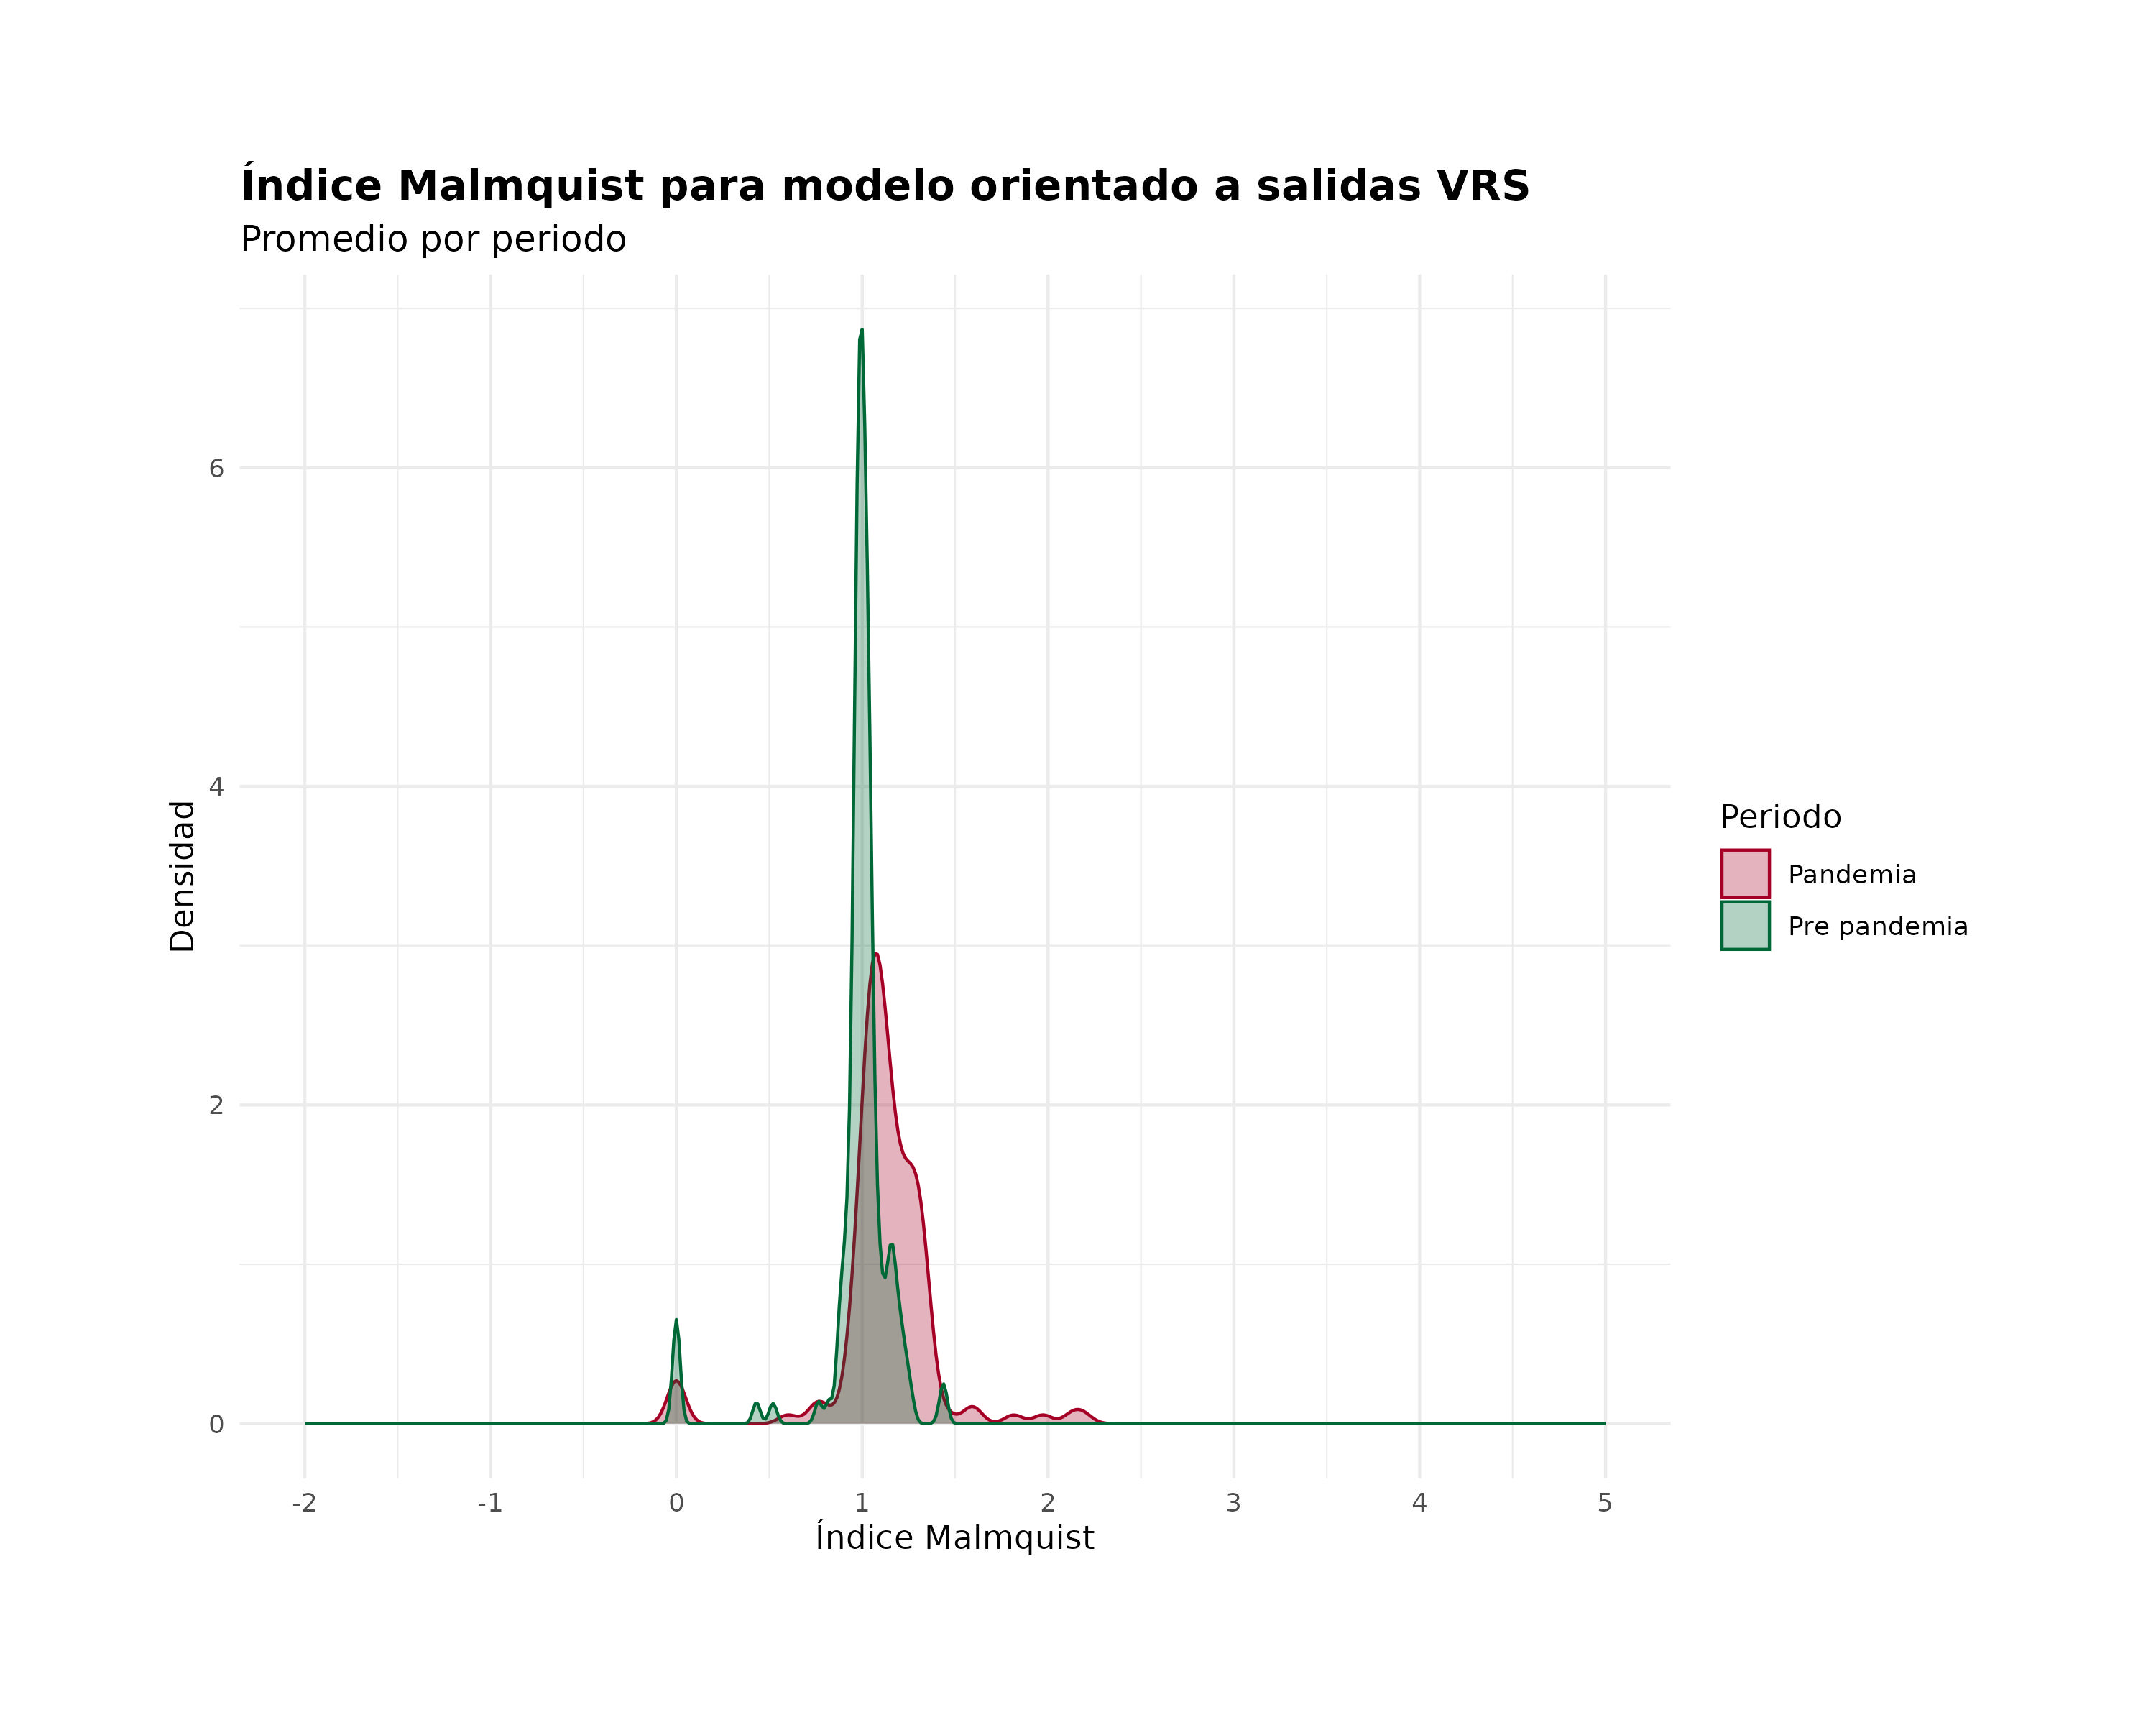 Índice Malmquist para modelo orientado a salidas VRS
Promedio por periodo
Densidad
6
4
2
0
-2 -1 0 1 2 3 4 5
Índice Malmquist
Periodo
Pandemia
Pre pandemia